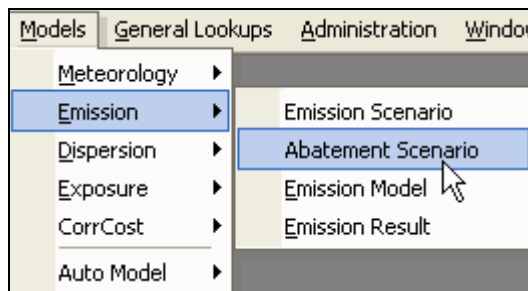 Models General Lookups Administration Windo
Meteorology
Emission
Dispersion
Exposure
CorrCost
Auto Model
Emission Scenario
Abatement Scenario
Emission Model
Emission Result